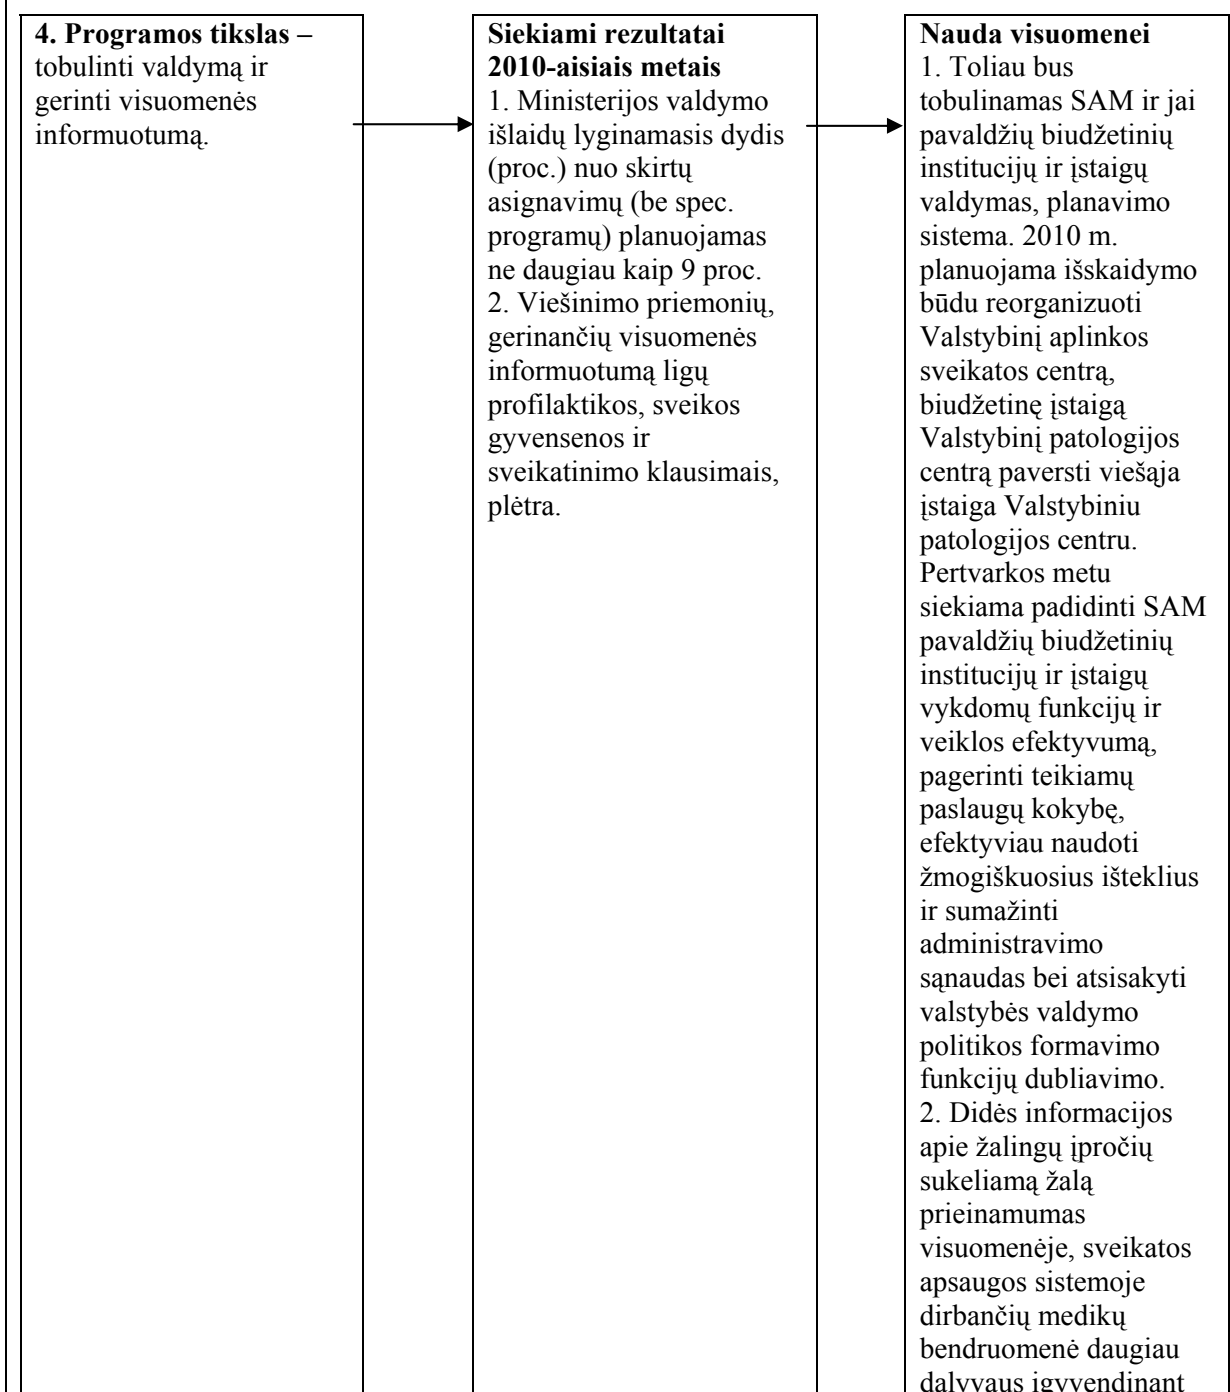 4. Programos tikslas –
tobulinti valdymą ir
gerinti visuomenės
informuotumą.
Siekiami rezultatai
2010-aisiais metais
1. Ministerijos valdymo
išlaidų lyginamasis dydis
(proc.) nuo skirtų
asignavimų (be spec.
programų) planuojamas
ne daugiau kaip 9 proc.
2. Viešinimo priemonių,
gerinančių visuomenės
informuotumą ligų
profilaktikos, sveikos
gyvensenos ir
sveikatinimo klausimais,
plėtra.
Nauda visuomenei
1. Toliau bus
tobulinamas SAM ir jai
pavaldžių biudžetinių
institucijų ir įstaigų
valdymas, planavimo
sistema. 2010 m.
planuojama išskaidymo
būdu reorganizuoti
Valstybinį aplinkos
sveikatos centrą,
biudžetinę įstaigą
Valstybinį patologijos
centrą paversti viešąja
įstaiga Valstybiniu
patologijos centru.
Pertvarkos metu
siekiama padidinti SAM
pavaldžių biudžetinių
institucijų ir įstaigų
vykdomų funkcijų ir
veiklos efektyvumą,
pagerinti teikiamų
paslaugų kokybę,
efektyviau naudoti
žmogiškuosius išteklius
ir sumažinti
administravimo
sąnaudas bei atsisakyti
valstybės valdymo
politikos formavimo
funkcijų dubliavimo.
2. Didės informacijos
apie žalingų įpročių
sukeliamą žalą
prieinamumas
visuomenėje, sveikatos
apsaugos sistemoje
dirbančių medikų
bendruomenė daugiau
dalyvaus įgyvendinant